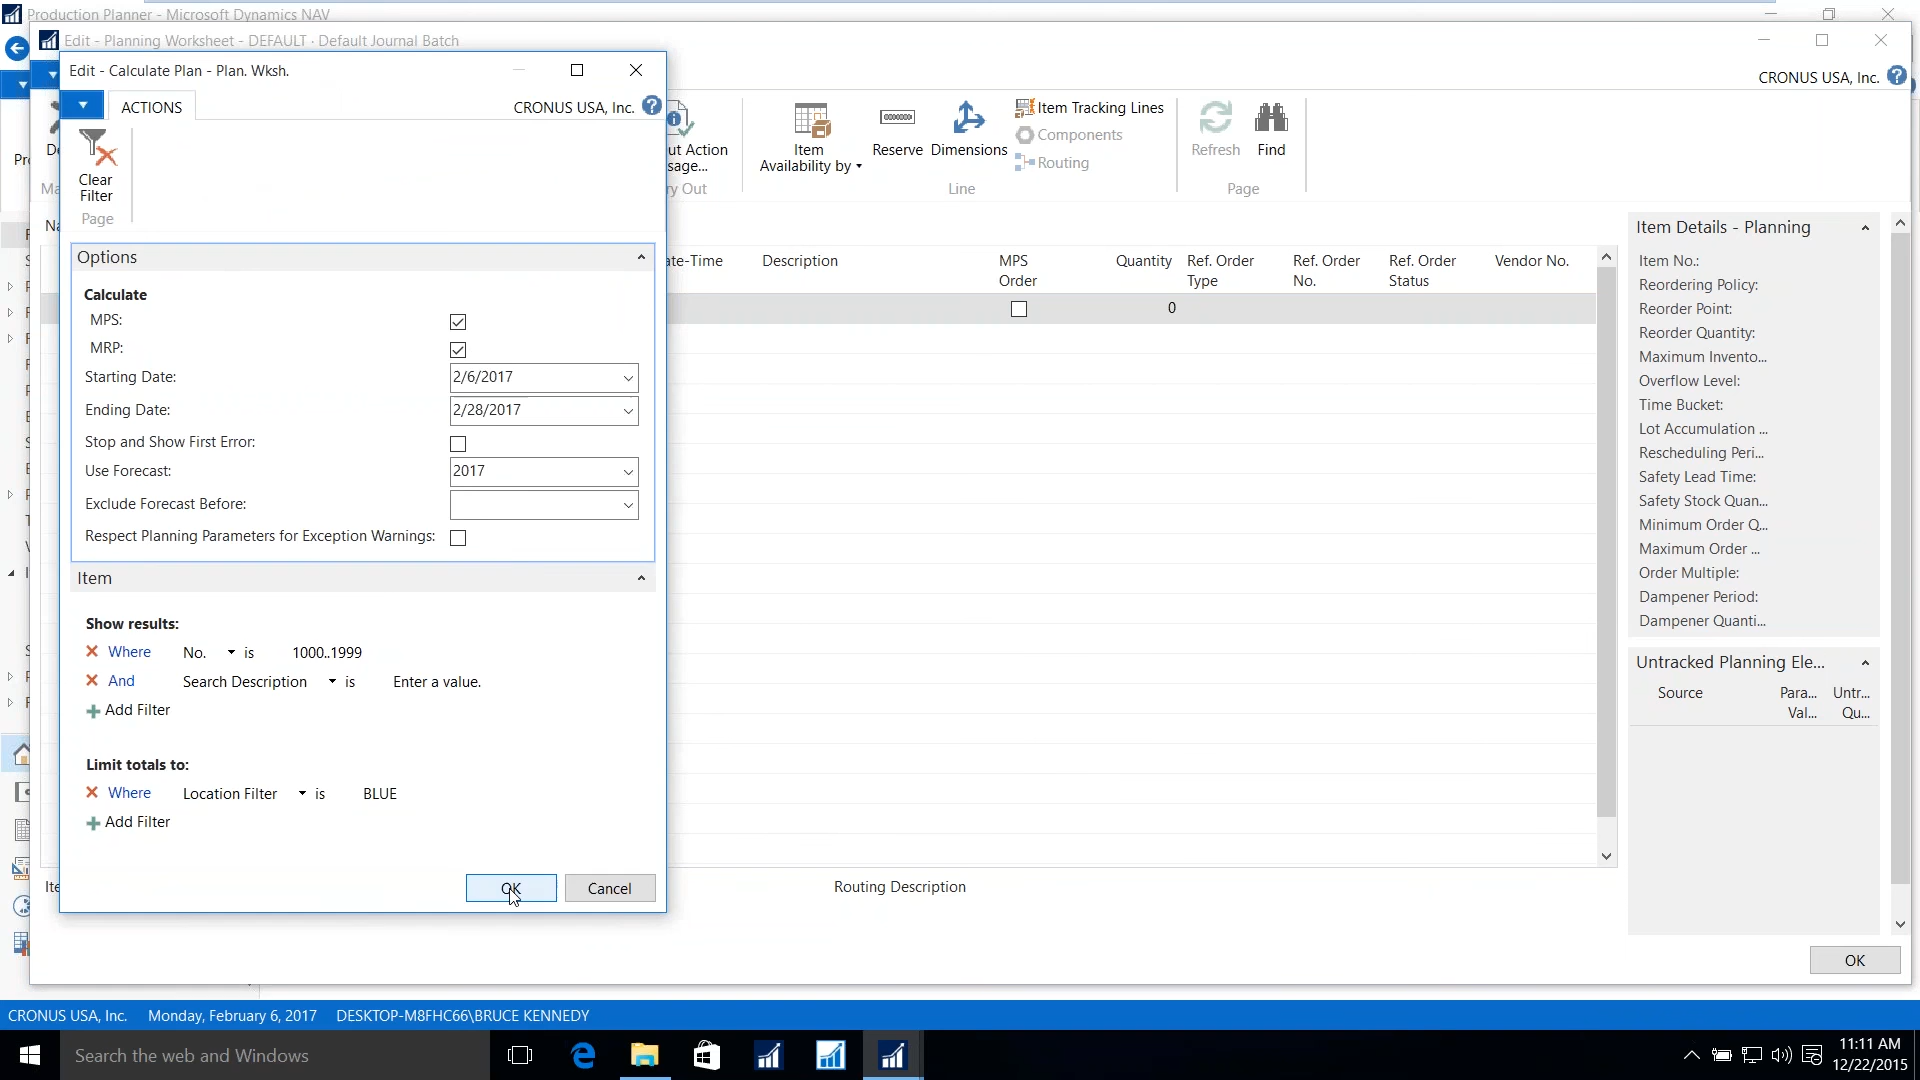 Production Planner - Microsoft Dynamics NAV
Edit - Planning Worksheet - DEFAULT · Default Journal Batch
CRONUS USA, Inc.
Edit - Calculate Plan - Plan. Wksh.
ACTIONS
CRONUS USA, Inc.
Clear
Filter
Page
ut Action
sage...
ry Out
Item
Availability by
Reserve
Dimensions
Item Tracking Lines
Components
Routing
Line
Refresh
Find
Page
Options
Calculate
MPS:
MRP:
Starting Date: 2/6/2017
Ending Date: 2/28/2017
Stop and Show First Error:
Use Forecast: 2017
Exclude Forecast Before:
Respect Planning Parameters for Exception Warnings:
Item
Show results:
Where No. is 1000..1999
And Search Description is Enter a value.
Add Filter
Limit totals to:
Where Location Filter is BLUE
Add Filter
OK Cancel
ate-Time Description MPS Order Quantity Ref. Order Type Ref. Order No. Ref. Order Status Vendor No.
0
Routing Description
Item Details - Planning
Item No.:
Reordering Policy:
Reorder Point:
Reorder Quantity:
Maximum Invento...
Overflow Level:
Time Bucket:
Lot Accumulation ...
Rescheduling Peri...
Safety Lead Time:
Safety Stock Quan...
Minimum Order Q...
Maximum Order ...
Order Multiple:
Dampener Period:
Dampener Quanti...
Untracked Planning Ele...
Source Para... Untr...
Val... Qu...
OK
CRONUS USA, Inc. Monday, February 6, 2017 DESKTOP-M8FHC66\BRUCE KENNEDY
Search the web and Windows
11:11 AM
12/22/2015